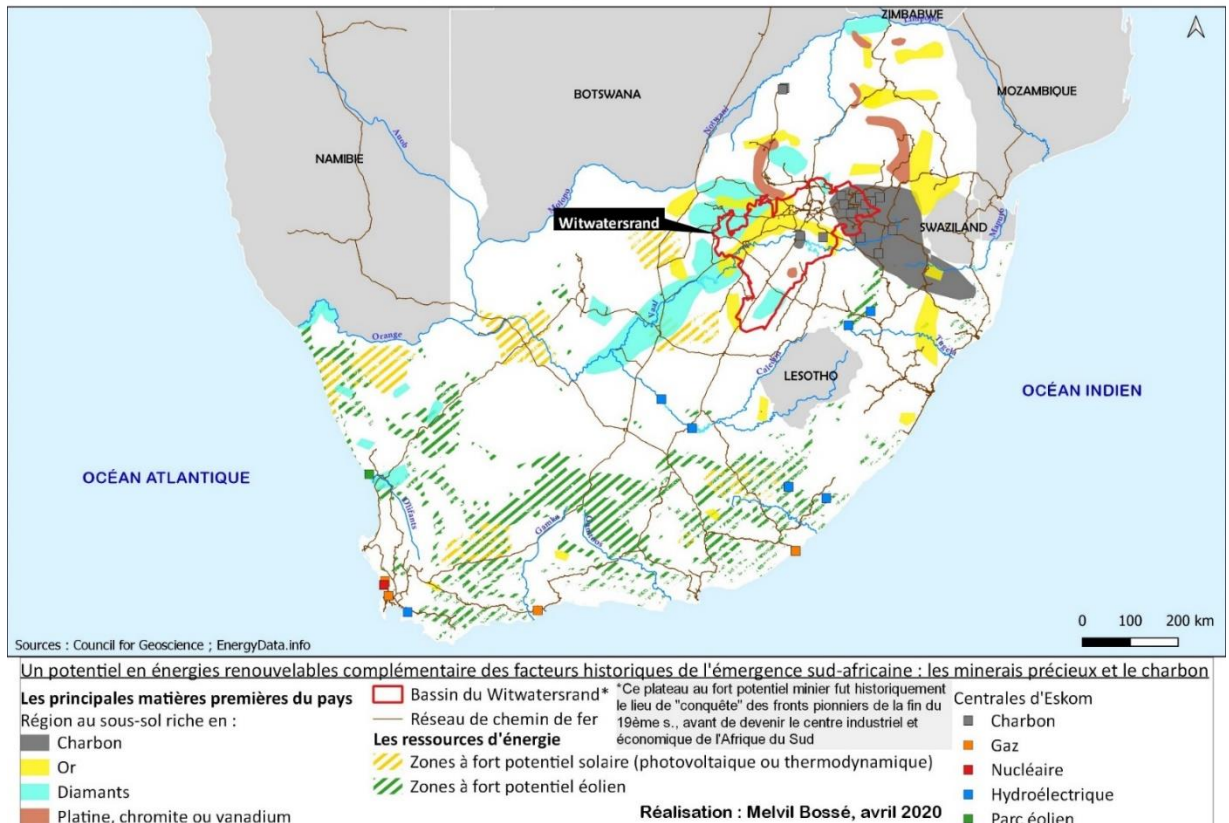 ZIMBABWE
Limpopo
BOTSWANA
MOZAMBIQUE
NAMIBIE
Auob
Molopo
Witwatersrand
SWAZILAND
Maputo
Orange
Vaal
Caledon
Tugela
LESOTHO
OCÉAN INDIEN
OCÉAN ATLANTIQUE
Olifants
Gamka
0 100 200 km
Sources : Council for Geoscience ; EnergyData.info
Un potentiel en énergies renouvelables complémentaire des facteurs historiques de l'émergence sud-africaine : les minerais précieux et le charbon
Les principales matières premières du pays
Région au sous-sol riche en :
Charbon
Or
Diamants
Platine, chromite ou vanadium
Bassin du Witwatersrand*
Réseau de chemin de fer
Les ressources d'énergie
Zones à fort potentiel solaire (photovoltaique ou thermodynamique)
Zones à fort potentiel éolien
*Ce plateau au fort potentiel minier fut historiquement
le lieu de "conquête" des fronts pionniers de la fin du
19ème s., avant de devenir le centre industriel et
économique de l'Afrique du Sud
Réalisation : Melvil Bossé, avril 2020
Centrales d'Eskom
Charbon
Gaz
Nucléaire
Hydroélectrique
Parc éolien